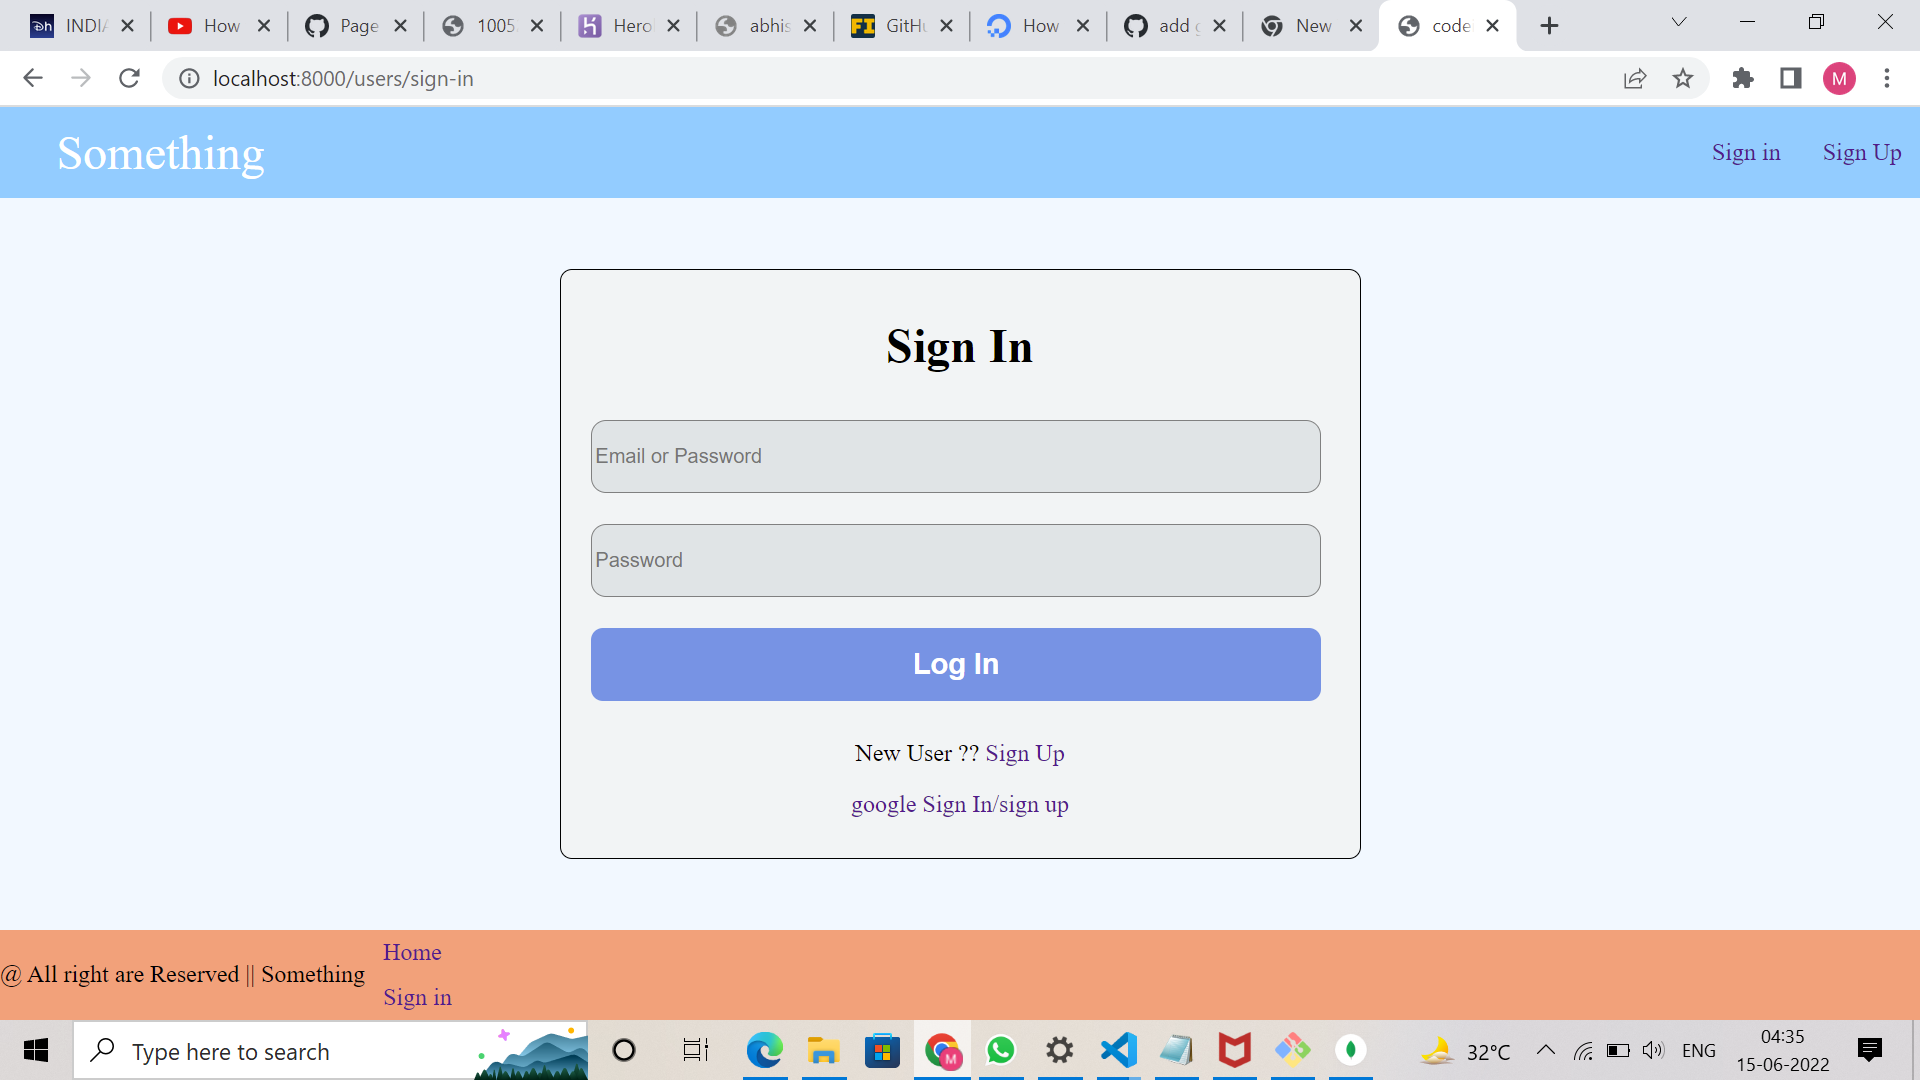 INDI
How
Page
1005
Hero
abhis
GitHu
How
add g
New
code
localhost:8000/users/sign-in
M
Something
Sign in
Sign Up
Sign In
Email or Password
Password
Log In
New User ?? Sign Up
google Sign In/sign up
@ All right are Reserved || Something
Home
Sign in
Type here to search
M
32°C
ENG
04:35
15-06-2022